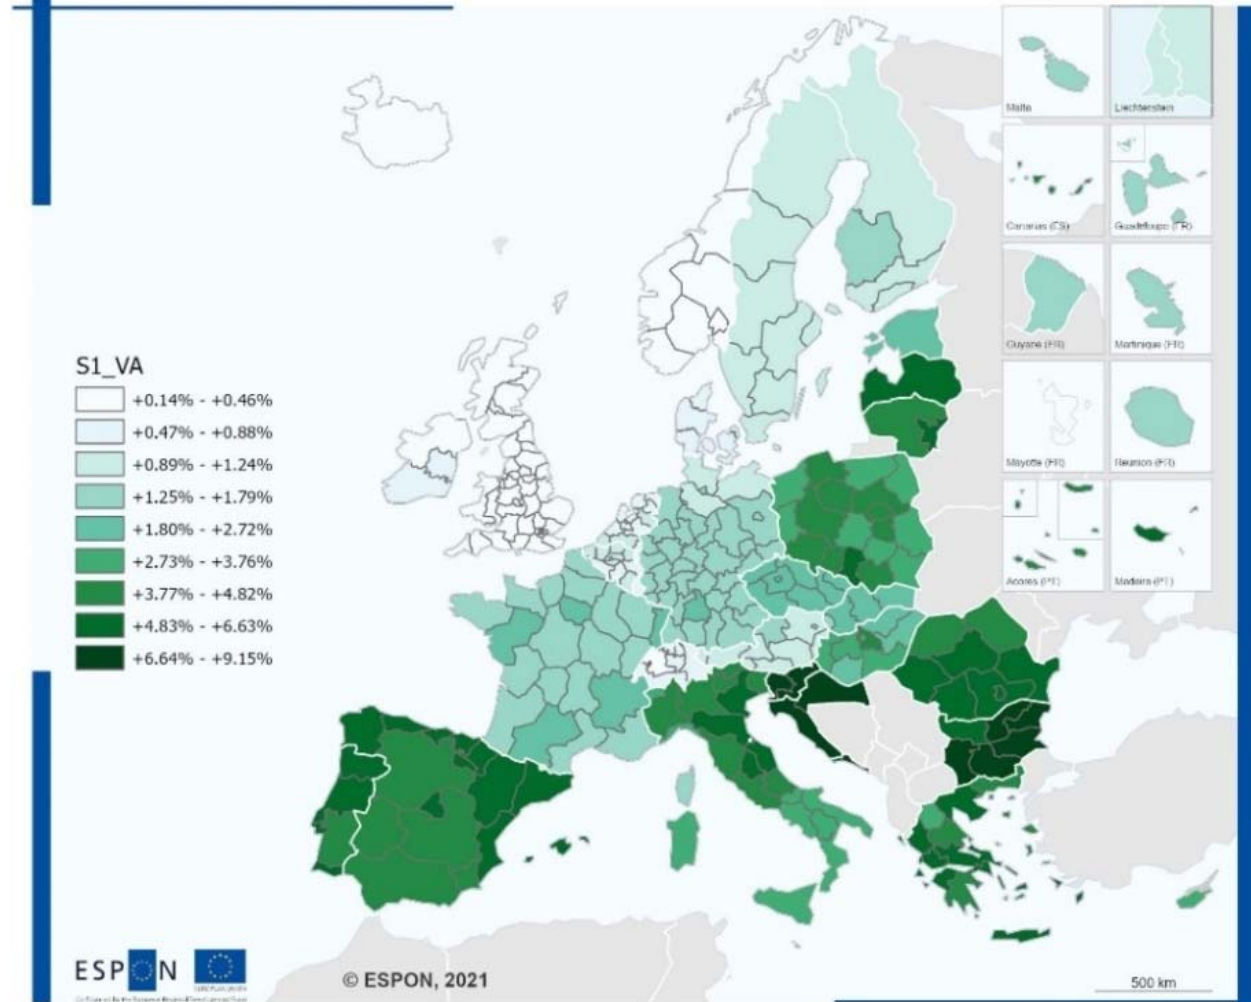 S1_VA
+0.14% - +0.46%
+0.47% - +0.88%
+0.89% - +1.24%
+1.25% - +1.79%
+1.80% - +2.72%
+2.73% - +3.76%
+3.77% - +4.82%
+4.83% - +6.63%
+6.64% - +9.15%
Malta
Liechtenstein
Canarias (ES)
Guadeloupe (FR)
Guyane (FR)
Martinique (FR)
Mayotte (FR)
Reunion (FR)
Acores (PT)
Madeira (PT)
ESPON
EUROPEAN UNION
© ESPON, 2021
500 km